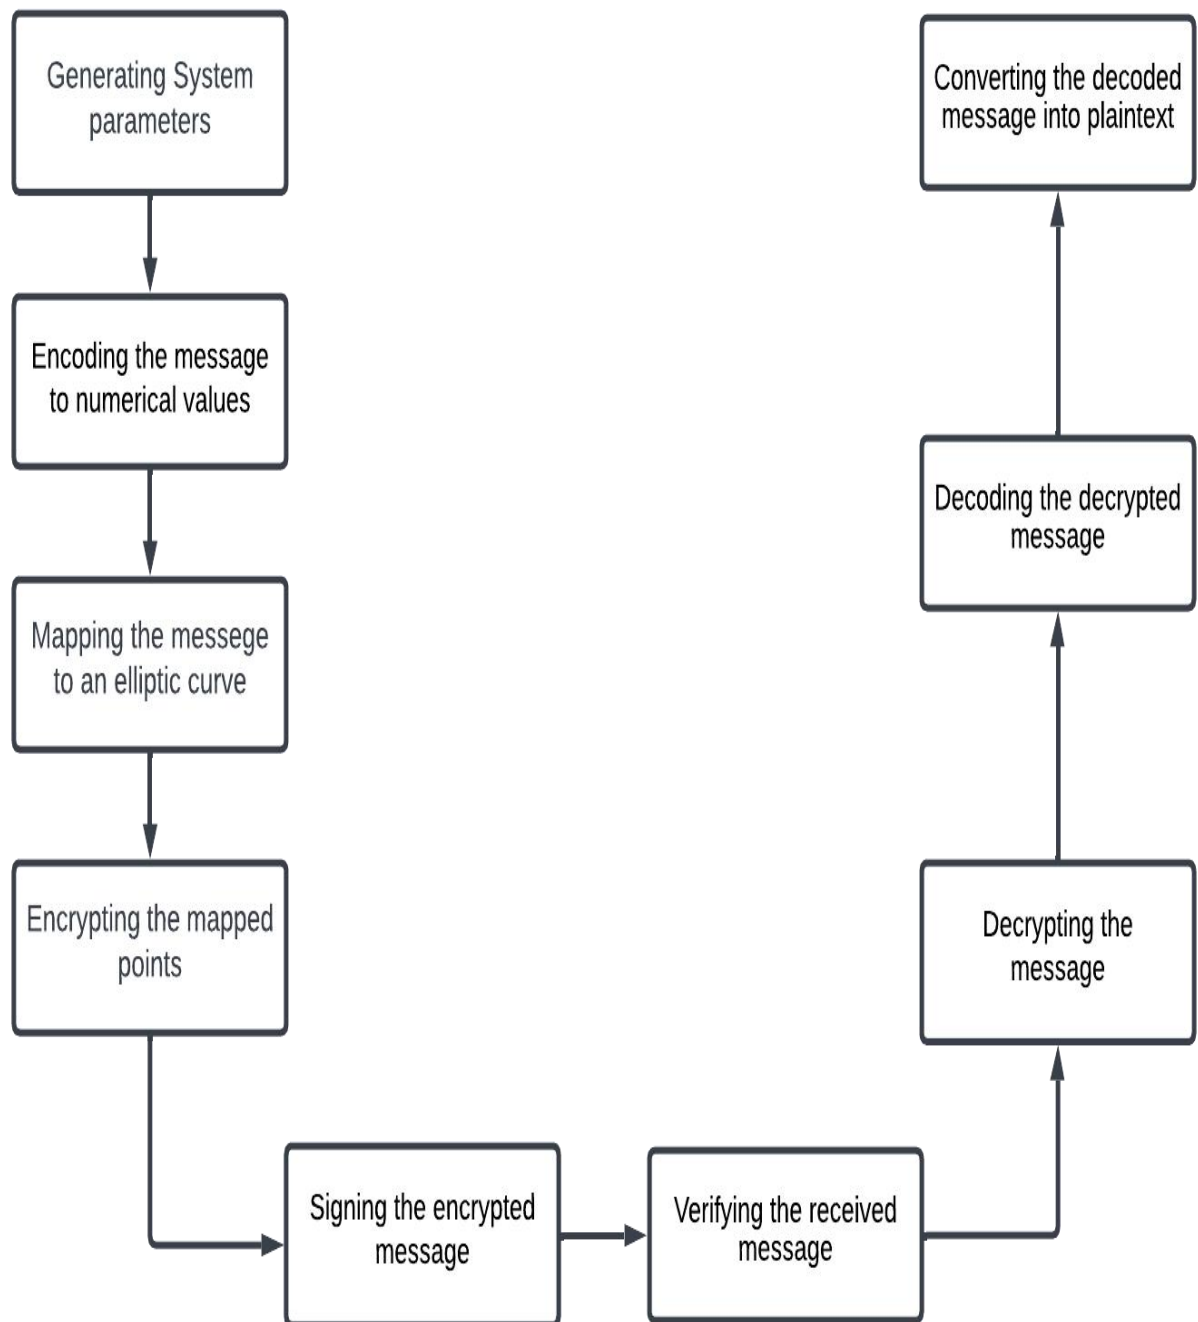 Generating System
parameters
Encoding the message
to numerical values
Mapping the messege
to an elliptic curve
Encrypting the mapped
points
Signing the encrypted
message
Verifying the received
message
Decrypting the
message
Decoding the decrypted
message
Converting the decoded
message into plaintext